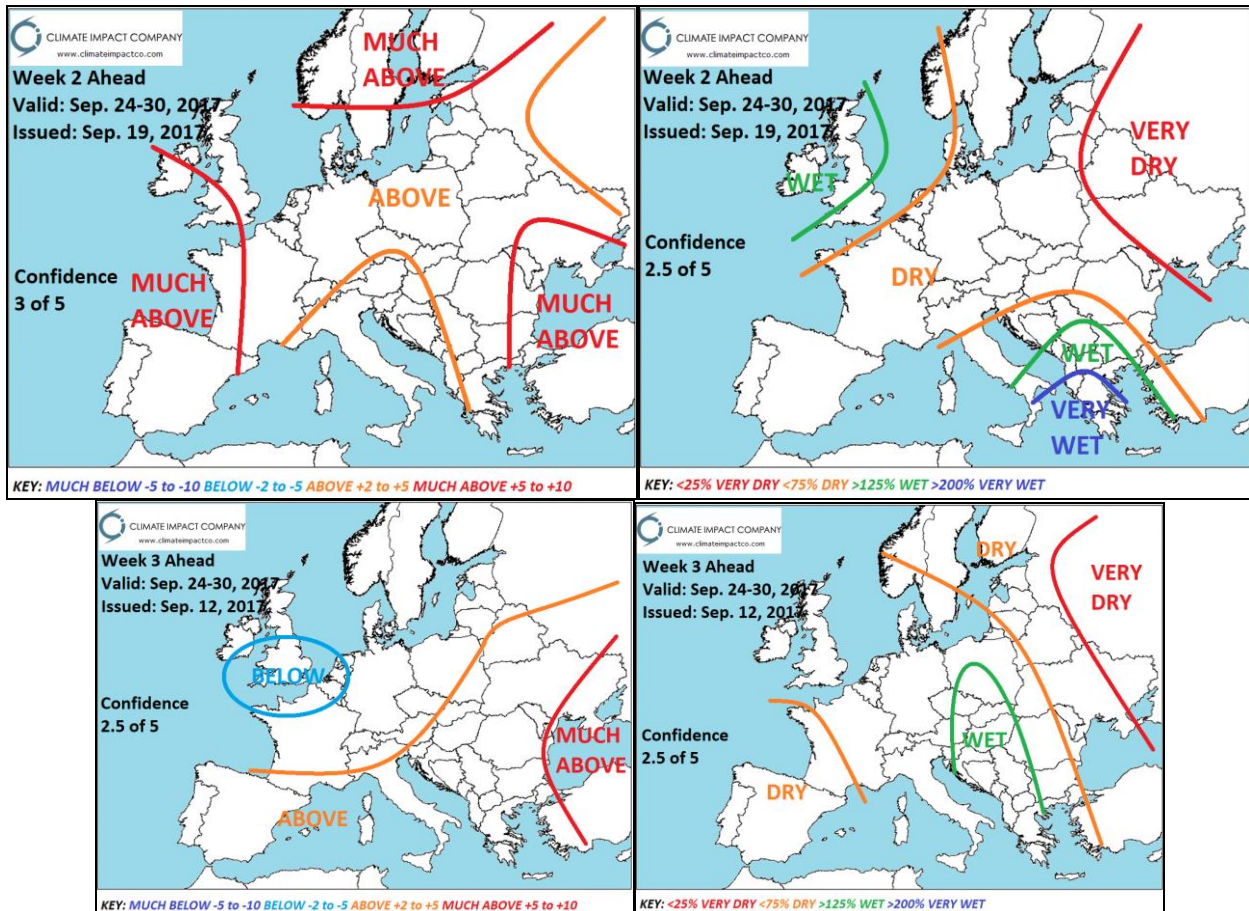 CLIMATE IMPACT COMPANY
www.climateimpactco.com
Week 2 Ahead
Valid: Sep. 24-30, 2017
Issued: Sep. 19, 2017
MUCH
ABOVE
ABOVE
Confidence
3 of 5
MUCH
ABOVE
MUCH
ABOVE
KEY: MUCH BELOW -5 to -10 BELOW -2 to -5 ABOVE +2 to +5 MUCH ABOVE +5 to +10
CLIMATE IMPACT COMPANY
www.climateimpactco.com
Week 2 Ahead
Valid: Sep. 24-30, 2017
Issued: Sep. 19, 2017
VERY
DRY
WET
Confidence
2.5 of 5
DRY
WET
VERY
WET
KEY: <25% VERY DRY <75% DRY >125% WET >200% VERY WET
CLIMATE IMPACT COMPANY
www.climateimpactco.com
Week 3 Ahead
Valid: Sep. 24-30, 2017
Issued: Sep. 12, 2017
BELOW
Confidence
2.5 of 5
MUCH
ABOVE
ABOVE
KEY: MUCH BELOW -5 to -10 BELOW -2 to -5 ABOVE +2 to +5 MUCH ABOVE +5 to +10
CLIMATE IMPACT COMPANY
www.climateimpactco.com
Week 3 Ahead
Valid: Sep. 24-30, 2017
Issued: Sep. 12, 2017
DRY
VERY
DRY
Confidence
2.5 of 5
WET
DRY
KEY: <25% VERY DRY <75% DRY >125% WET >200% VERY WET